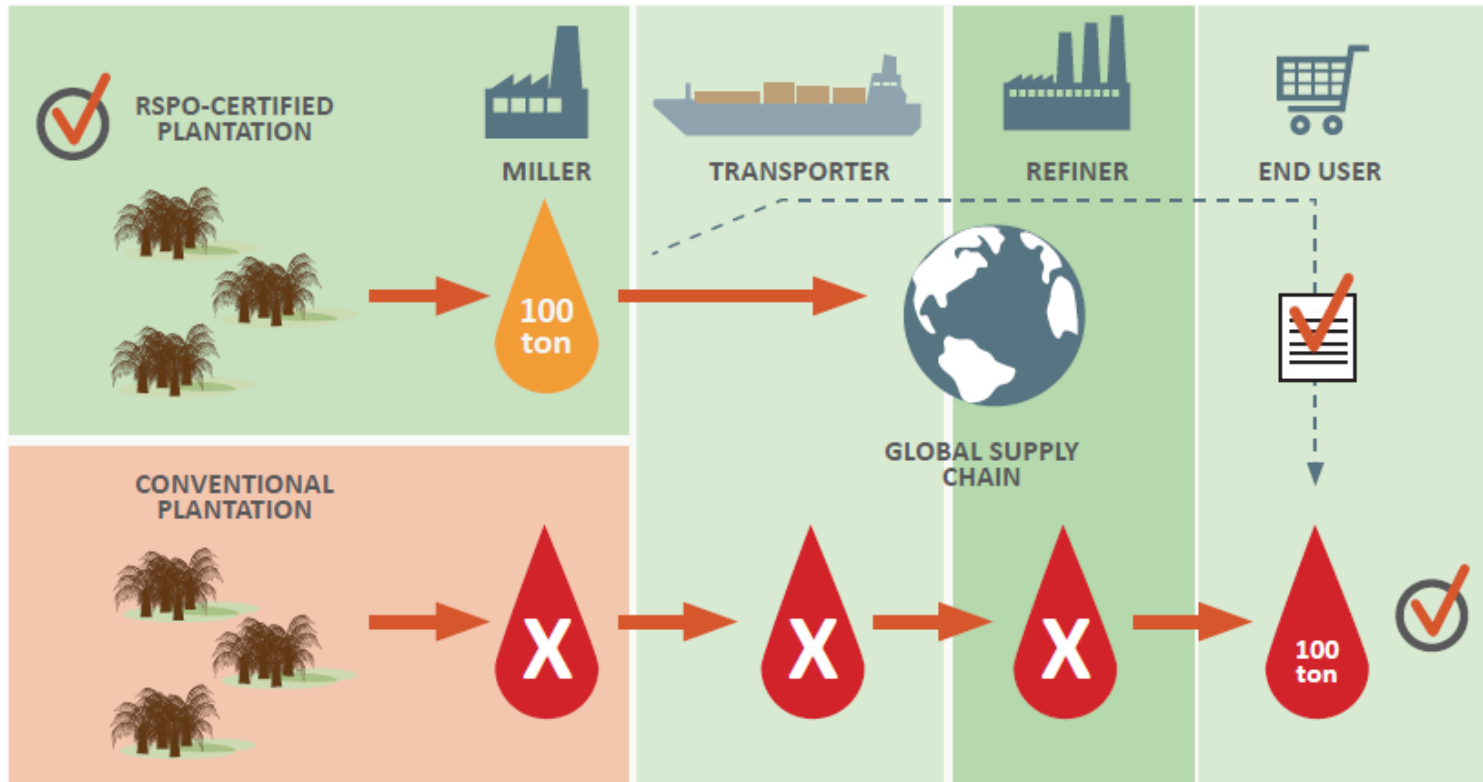 RSPO-CERTIFIED
PLANTATION
MILLER
TRANSPORTER
REFINER
END USER
100
ton
GLOBAL SUPPLY
CHAIN
CONVENTIONAL
PLANTATION
X
X
X
100
ton